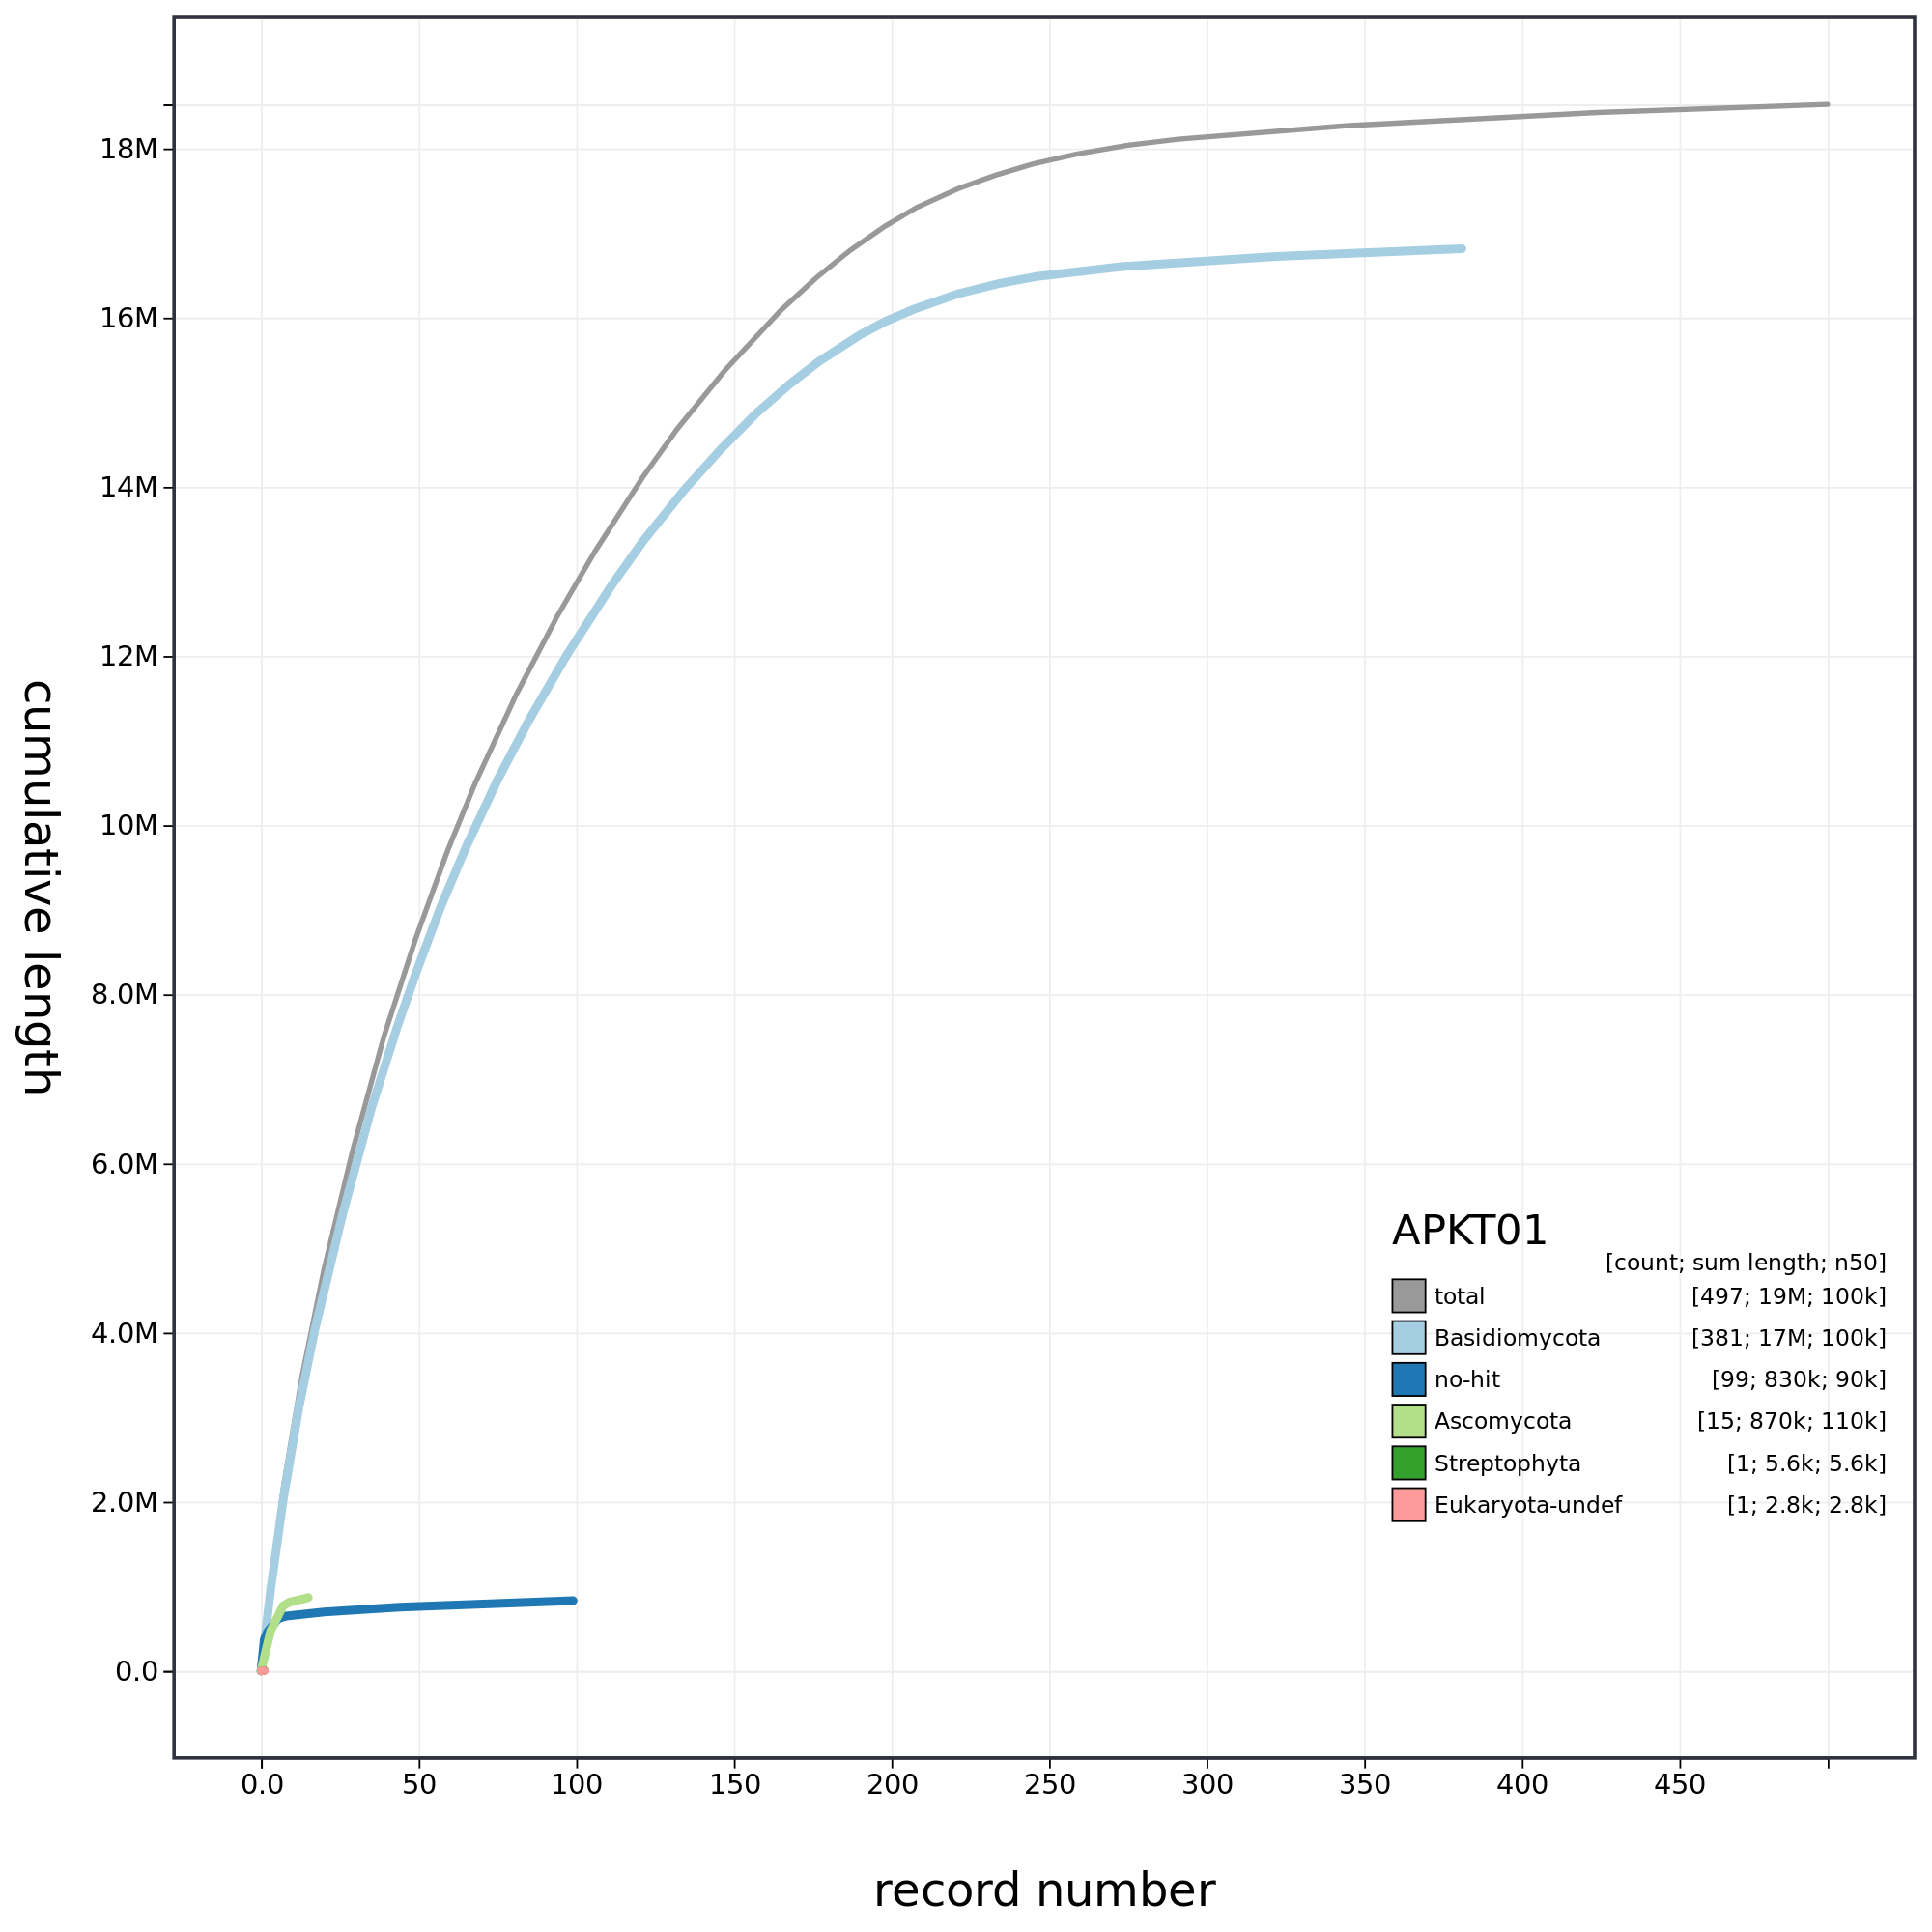 cumulative length
18M
16M
14M
12M
10M
8.0M
6.0M
4.0M
2.0M
0.0
APKT01
[count; sum length; n50]
total [497; 19M; 100k]
Basidiomycota [381; 17M; 100k]
no-hit [99; 830k; 90k]
Ascomycota [15; 870k; 110k]
Streptophyta [1; 5.6k; 5.6k]
Eukaryota-undef [1; 2.8k; 2.8k]
0.0 50 100 150 200 250 300 350 400 450
record number